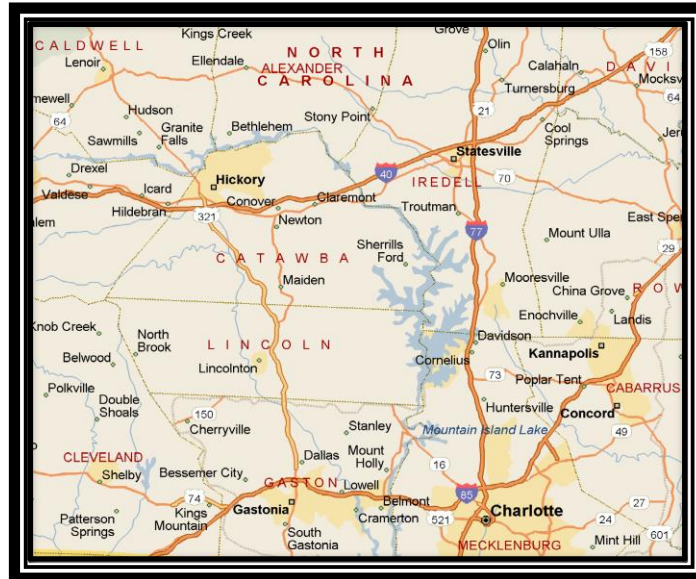 Kings Creek
Grove
Olin
158
CALDWELL
NORTH
Lenoir
Ellendale
ALEXANDER
Calahaln
DAVI
CAROLINA
Turnersburg
Mocksv
mewell
Hudson
Stony Point
21
64
64
Granite
Falls
Bethlehem
Cool
Springs
Sawmills
Statesville
Jer
Drexel
Hickory
40
IREDELL
70
Valdese
Icard
Conover
Claremont
Hildebran
321
Troutman
East Spe
alem
Newton
77
Mount Ulla
29
CATAWBA
Sherrills
Ford
Maiden
Mooresville
China Grove
ROW
Enochville
Landis
Knob Creek
North
Brook
LINCOLN
Davidson
Belwood
Lincolnton
Cornelius
Kannapolis
73
Poplar Tent
CABARRUS
Polkville
Double
Shoals
Huntersville
Concord
150
Cherryville
Stanley
Mountain Island Lake
49
CLEVELAND
Dallas
Mount
Holly
16
Shelby
Bessemer City
GASTON
Lowell
85
74
Kings
Mountain
Gastonia
Belmont
Charlotte
27
Patterson
Springs
Cramerton
521
24
South
Gastonia
MECKLENBURG
Mint Hill
601